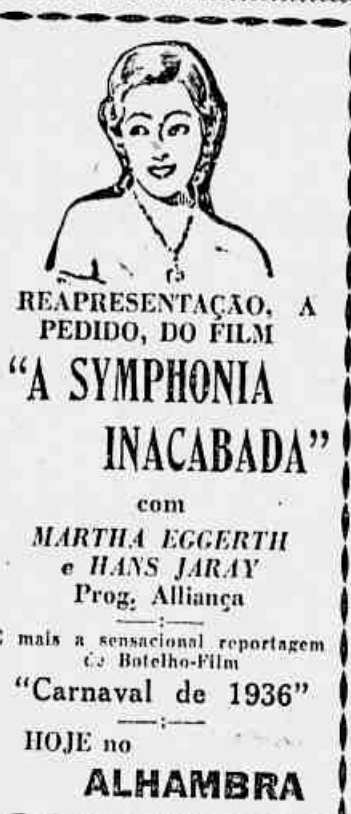 REAPRESENTAÇÃO, A
PEDIDO, DO FILM
"A SYMPHONIA
INACABADA"
com
MARTHA EGGERTH
e HANS JARAY
Prog. Alliança
E mais a sensacional reportagem
de Botelho-Film
"Carnaval de 1936"
HOJE no
ALHAMBRA